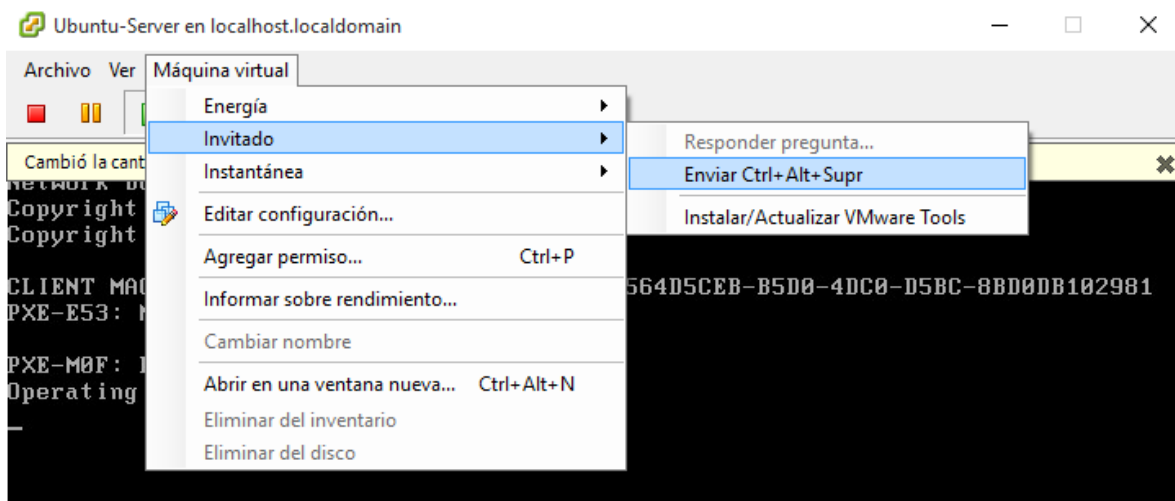 Ubuntu-Server en localhost.localdomain
Archivo Ver Máquina virtual
Energía
Invitado
Instantánea
Editar configuración...
Agregar permiso... Ctrl+P
Informar sobre rendimiento...
Cambiar nombre
Abrir en una ventana nueva... Ctrl+Alt+N
Eliminar del inventario
Eliminar del disco
Responder pregunta...
Enviar Ctrl+Alt+Supr
Instalar/Actualizar VMware Tools
Cambió la cant
Network
Copyright
Copyright
CLIENT MAC 564D5CEB-B5D0-4DC0-D5BC-8BD0DB102981
PXE-E53:
PXE-M0F:
Operating